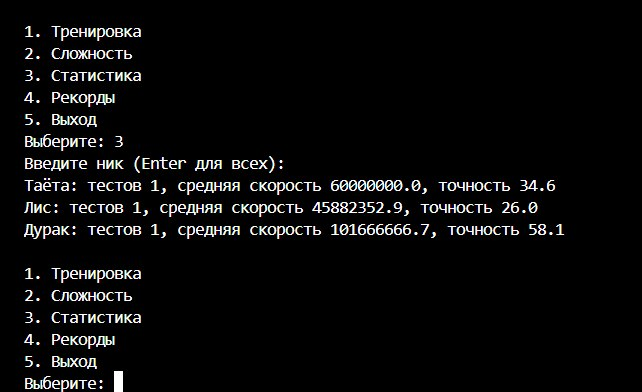 1. Тренировка
2. Сложность
3. Статистика
4. Рекорды
5. Выход
Выберите: 3
Введите ник (Enter для всех):
Таёта: тестов 1, средняя скорость 60000000.0, точность 34.6
Лис: тестов 1, средняя скорость 45882352.9, точность 26.0
Дурак: тестов 1, средняя скорость 101666666.7, точность 58.1
1. Тренировка
2. Сложность
3. Статистика
4. Рекорды
5. Выход
Выберите: